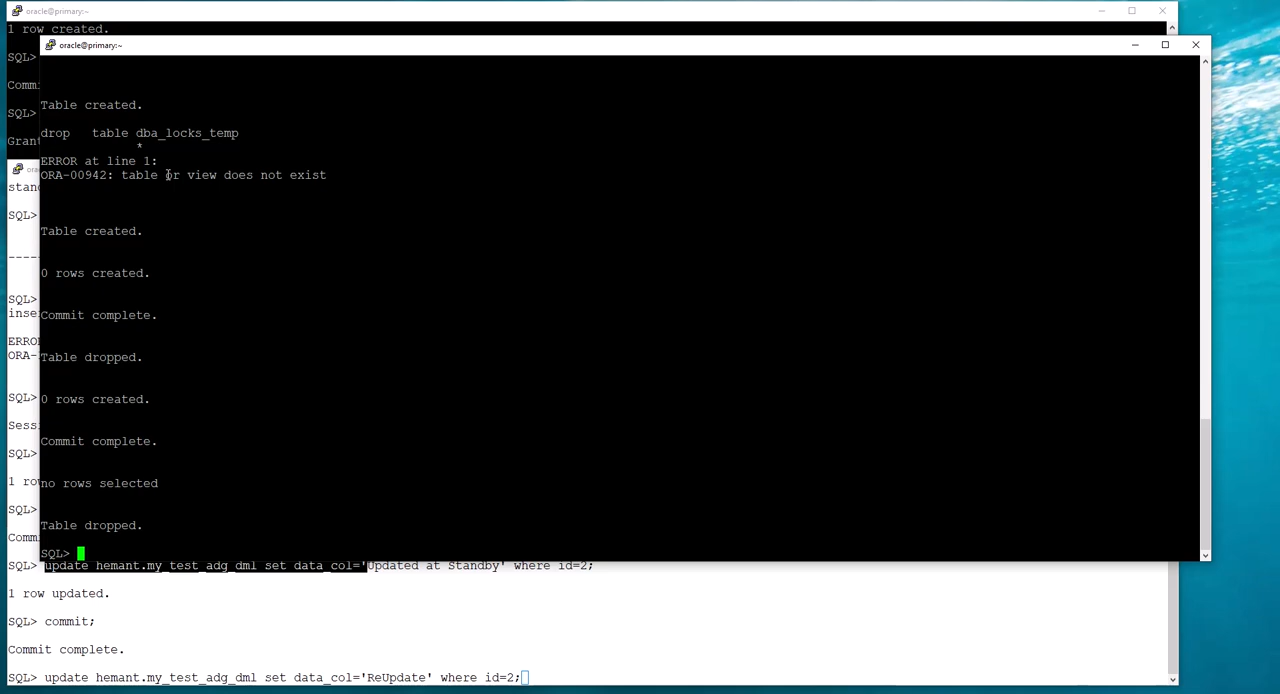 oracle@primary:~
1 row created.
SQL>
Comm
SQL>
Grant
oracle@primary:~
Table created.
drop   table dba_locks_temp
*
ERROR at line 1:
ORA-00942: table or view does not exist
Table created.
0 rows created.
Commit complete.
Table dropped.
0 rows created.
Commit complete.
no rows selected
Table dropped.
SQL>
ora
stand
SQL>
----
SQL>
inse
ERRO
ORA-
SQL>
Sess
SQL>
1 row
SQL>
Comm
SQL> update hemant.my_test_adg_dml set data_col='Updated at Standby' where id=2;
1 row updated.
SQL> commit;
Commit complete.
SQL> update hemant.my_test_adg_dml set data_col='ReUpdate' where id=2;